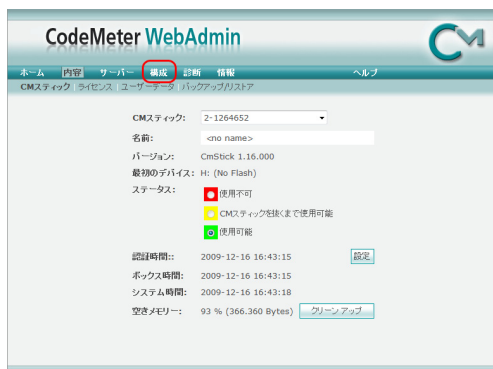 CodeMeter WebAdmin
CM
ホーム 内容 サーバー 構成 診断 情報 ヘルプ
CMスティック | ライセンス | ユーザーデータ | バックアップ/リストア
CMスティック: 2-1264652
名前: <no name>
バージョン: CmStick 1.16.000
最初のデバイス: H: (No Flash)
ステータス: 使用不可
CMスティックを抜くまで使用可能
使用可能
認証時間:: 2009-12-16 16:43:15 設定
ボックス時間: 2009-12-16 16:43:15
システム時間: 2009-12-16 16:43:18
空きメモリー: 93 % (366.360 Bytes) クリーン アップ